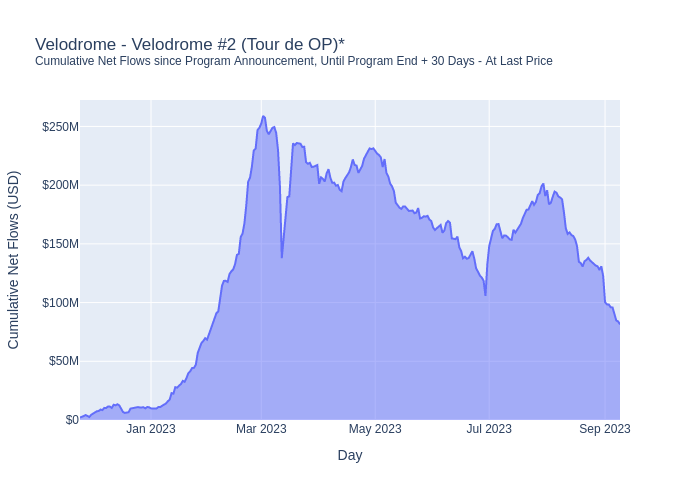 Velodrome - Velodrome #2 (Tour de OP)*
Cumulative Net Flows since Program Announcement, Until Program End + 30 Days - At Last Price
Cumulative Net Flows (USD)
$250M
$200M
$150M
$100M
$50M
$0
Jan 2023 Mar 2023 May 2023 Jul 2023 Sep 2023
Day